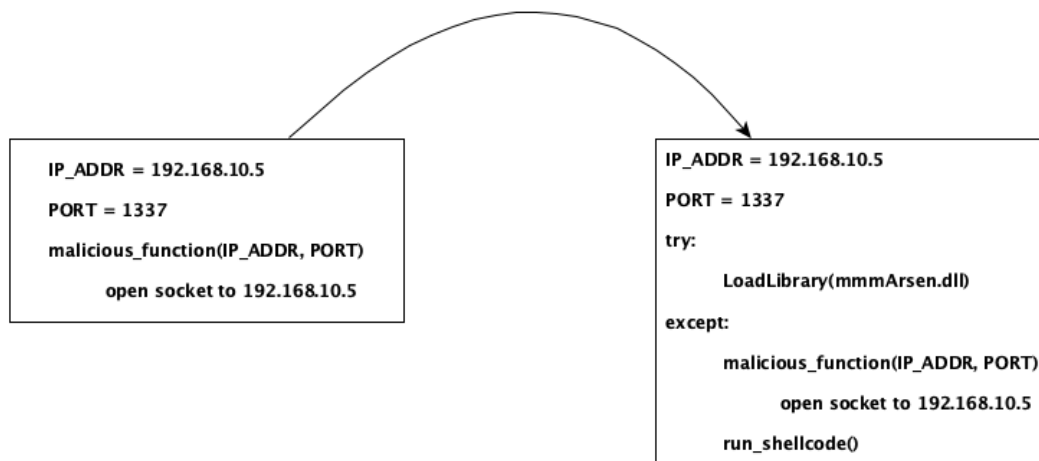 IP_ADDR = 192.168.10.5
PORT = 1337
malicious_function(IP_ADDR, PORT)
open socket to 192.168.10.5
IP_ADDR = 192.168.10.5
PORT = 1337
try:
LoadLibrary(mmmArsen.dll)
except:
malicious_function(IP_ADDR, PORT)
open socket to 192.168.10.5
run_shellcode()